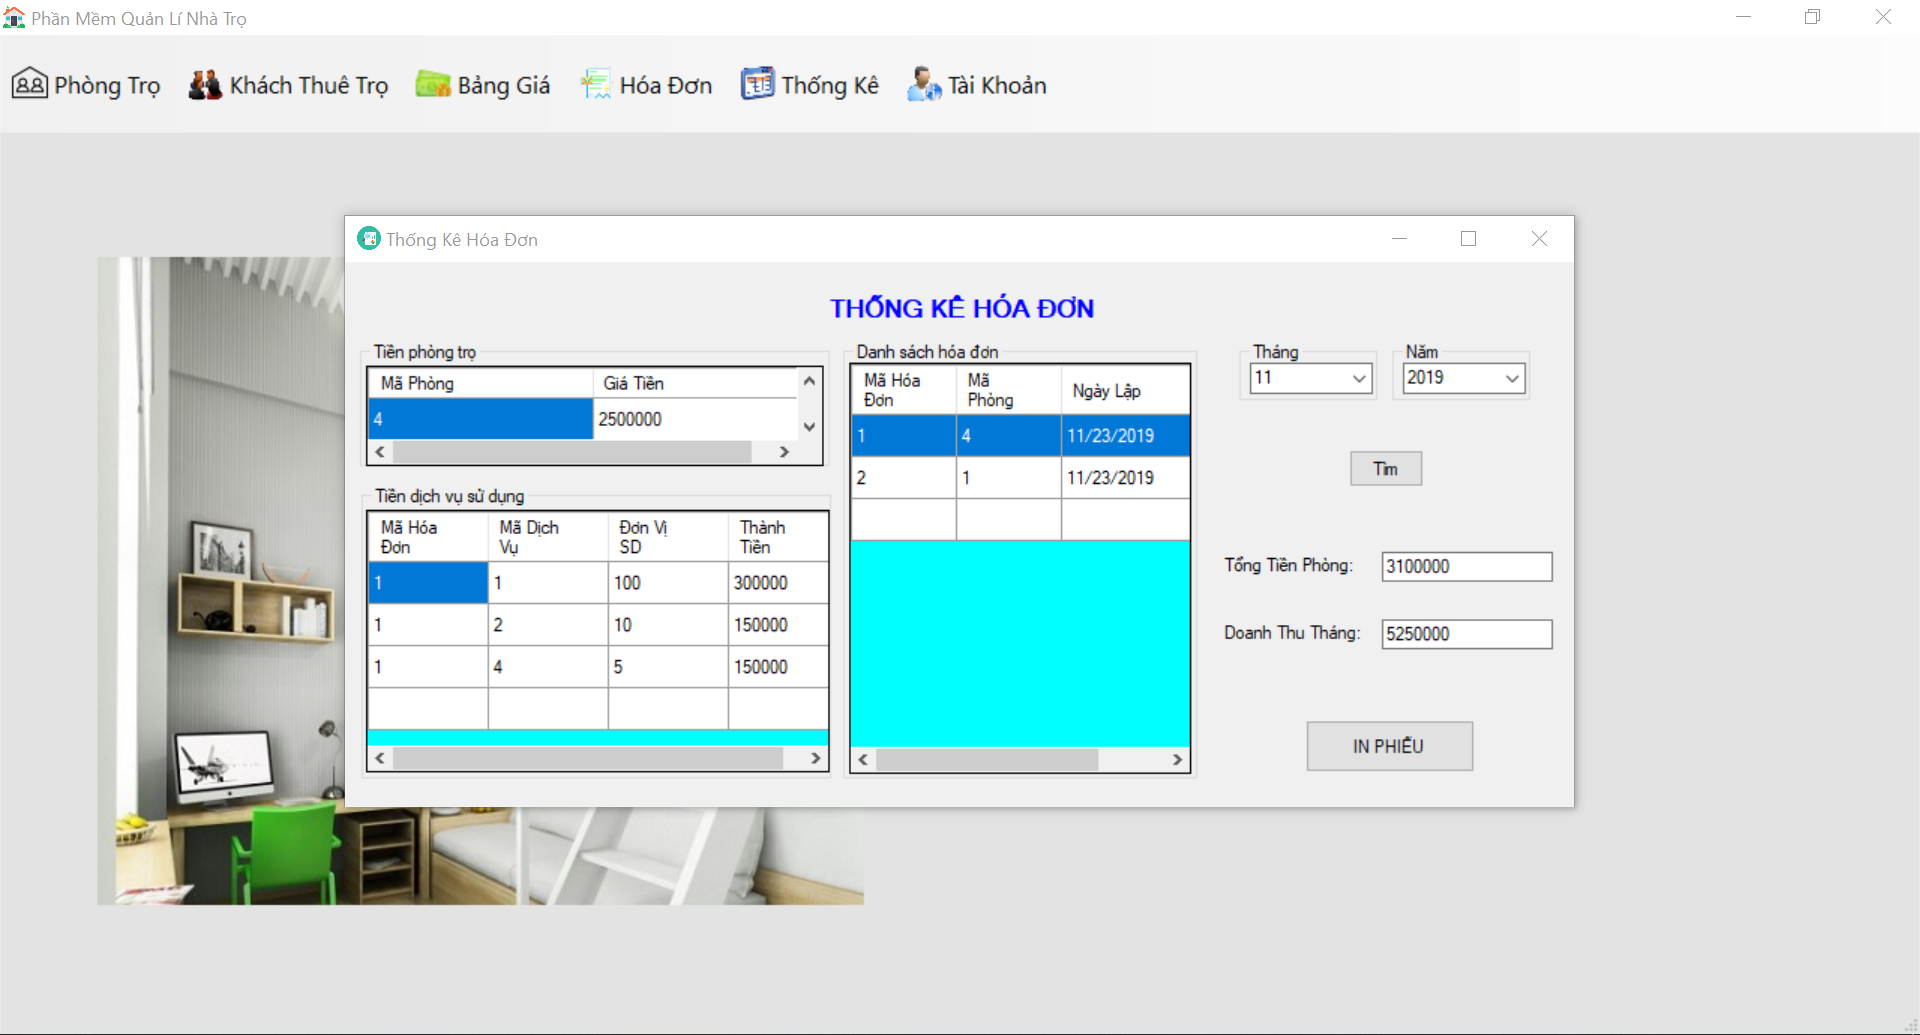 Phần Mềm Quản Lí Nhà Trọ
Phòng Trọ Khách Thuê Trọ Bảng Giá Hóa Đơn Thống Kê Tài Khoản
Thống Kê Hóa Đơn
THỐNG KÊ HÓA ĐƠN
Tiền phòng trọ
Mã Phòng Giá Tiền
4 2500000
Tiền dịch vụ sử dụng
Mã Hóa Đơn Mã Dịch Vụ Đơn Vị SD Thành Tiền
1 1 100 300000
1 2 10 150000
1 4 5 150000
Danh sách hóa đơn
Mã Hóa Đơn Mã Phòng Ngày Lập
1 4 11/23/2019
2 1 11/23/2019
Tháng Năm
11 2019
Tìm
Tổng Tiền Phòng: 3100000
Doanh Thu Tháng: 5250000
IN PHIẾU